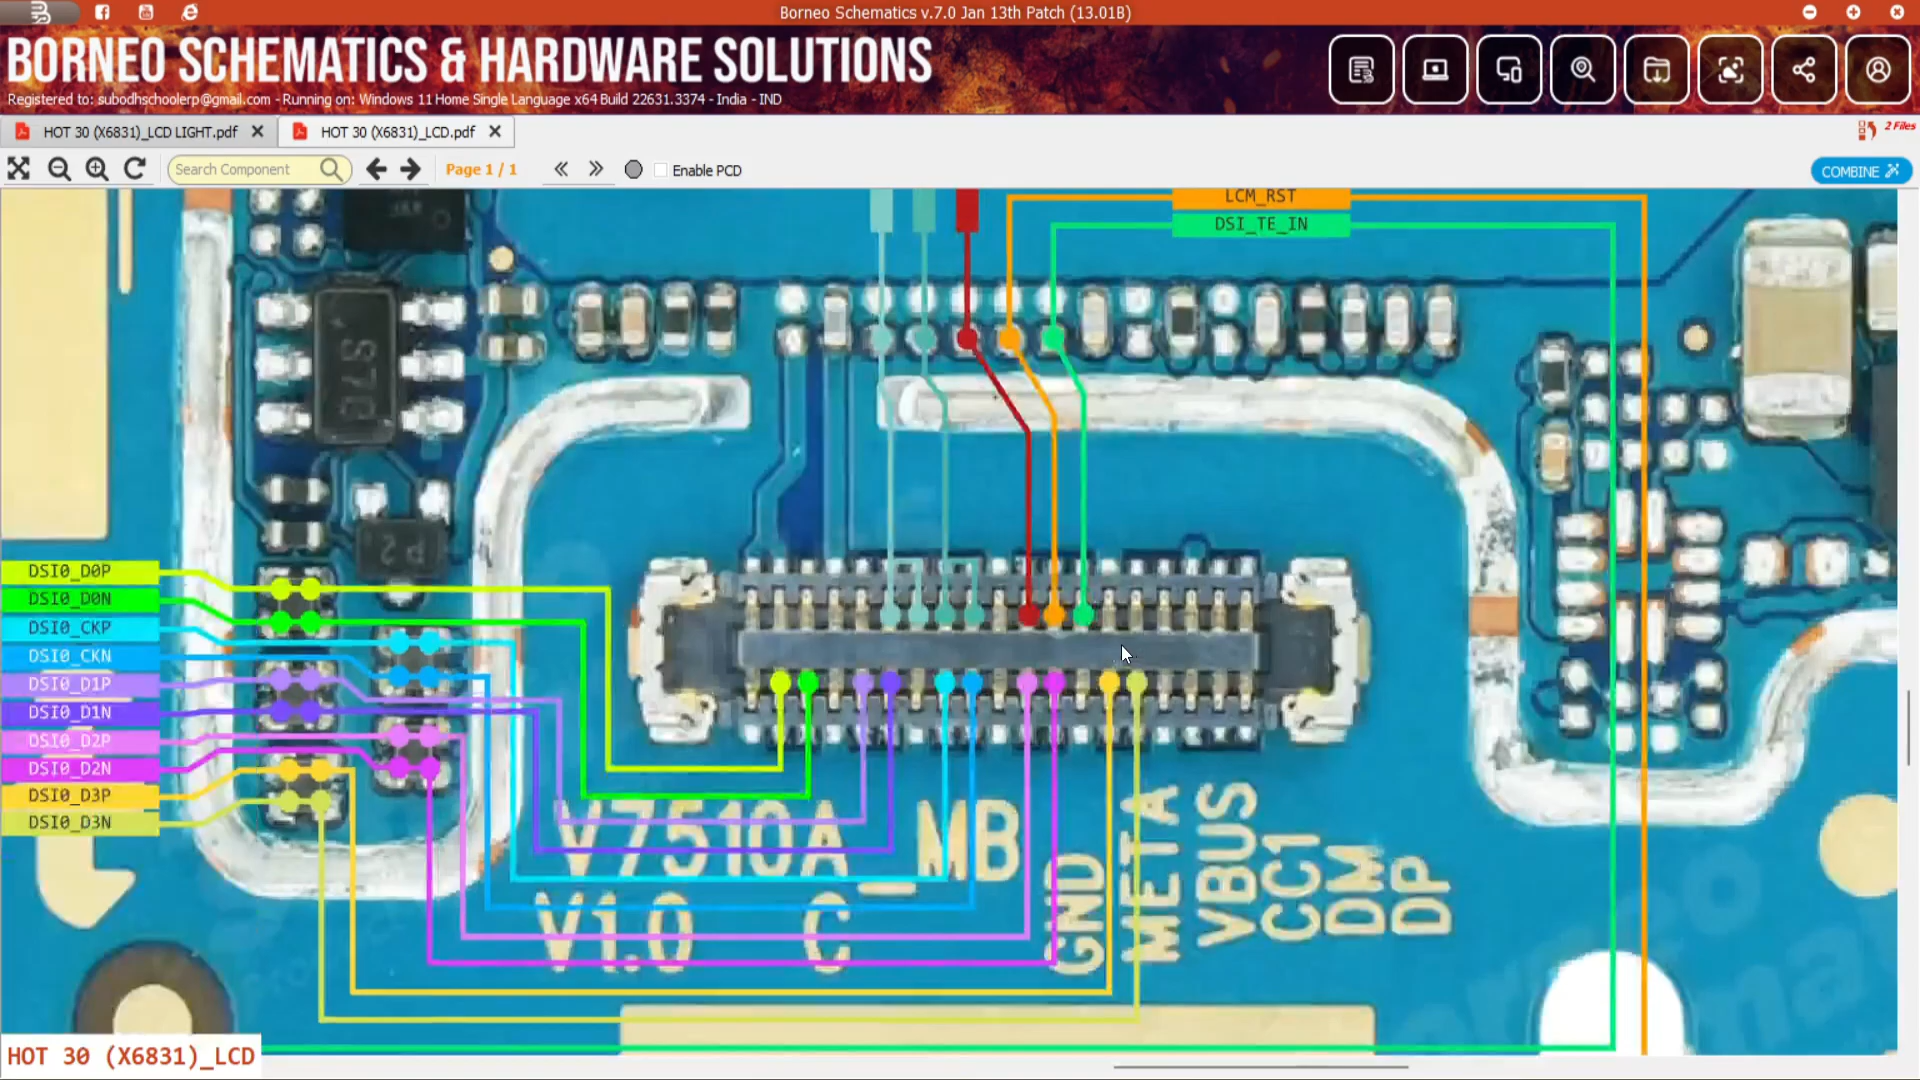 Borneo Schematics v.7.0 Jan 13th Patch (13.01B)
BORNEO SCHEMATICS & HARDWARE SOLUTIONS
Registered to: subodhschoolerp@gmail.com - Running on: Windows 11 Home Single Language x64 Build 22631.3374 - India - IND
HOT 30 (X6831)_LCD LIGHT.pdf
HOT 30 (X6831)_LCD.pdf
2 Files
Search Component
Page 1 / 1
Enable PCD
COMBINE
LCM_RST
DSI_TE_IN
S7G
P2
DSI0_D0P
DSI0_D0N
DSI0_CKP
DSI0_CKN
DSI0_D1P
DSI0_D1N
DSI0_D2P
DSI0_D2N
DSI0_D3P
DSI0_D3N
V7510A_MB
V1.0 C
GND
META
VBUS
CC1
DM
DP
HOT 30 (X6831)_LCD